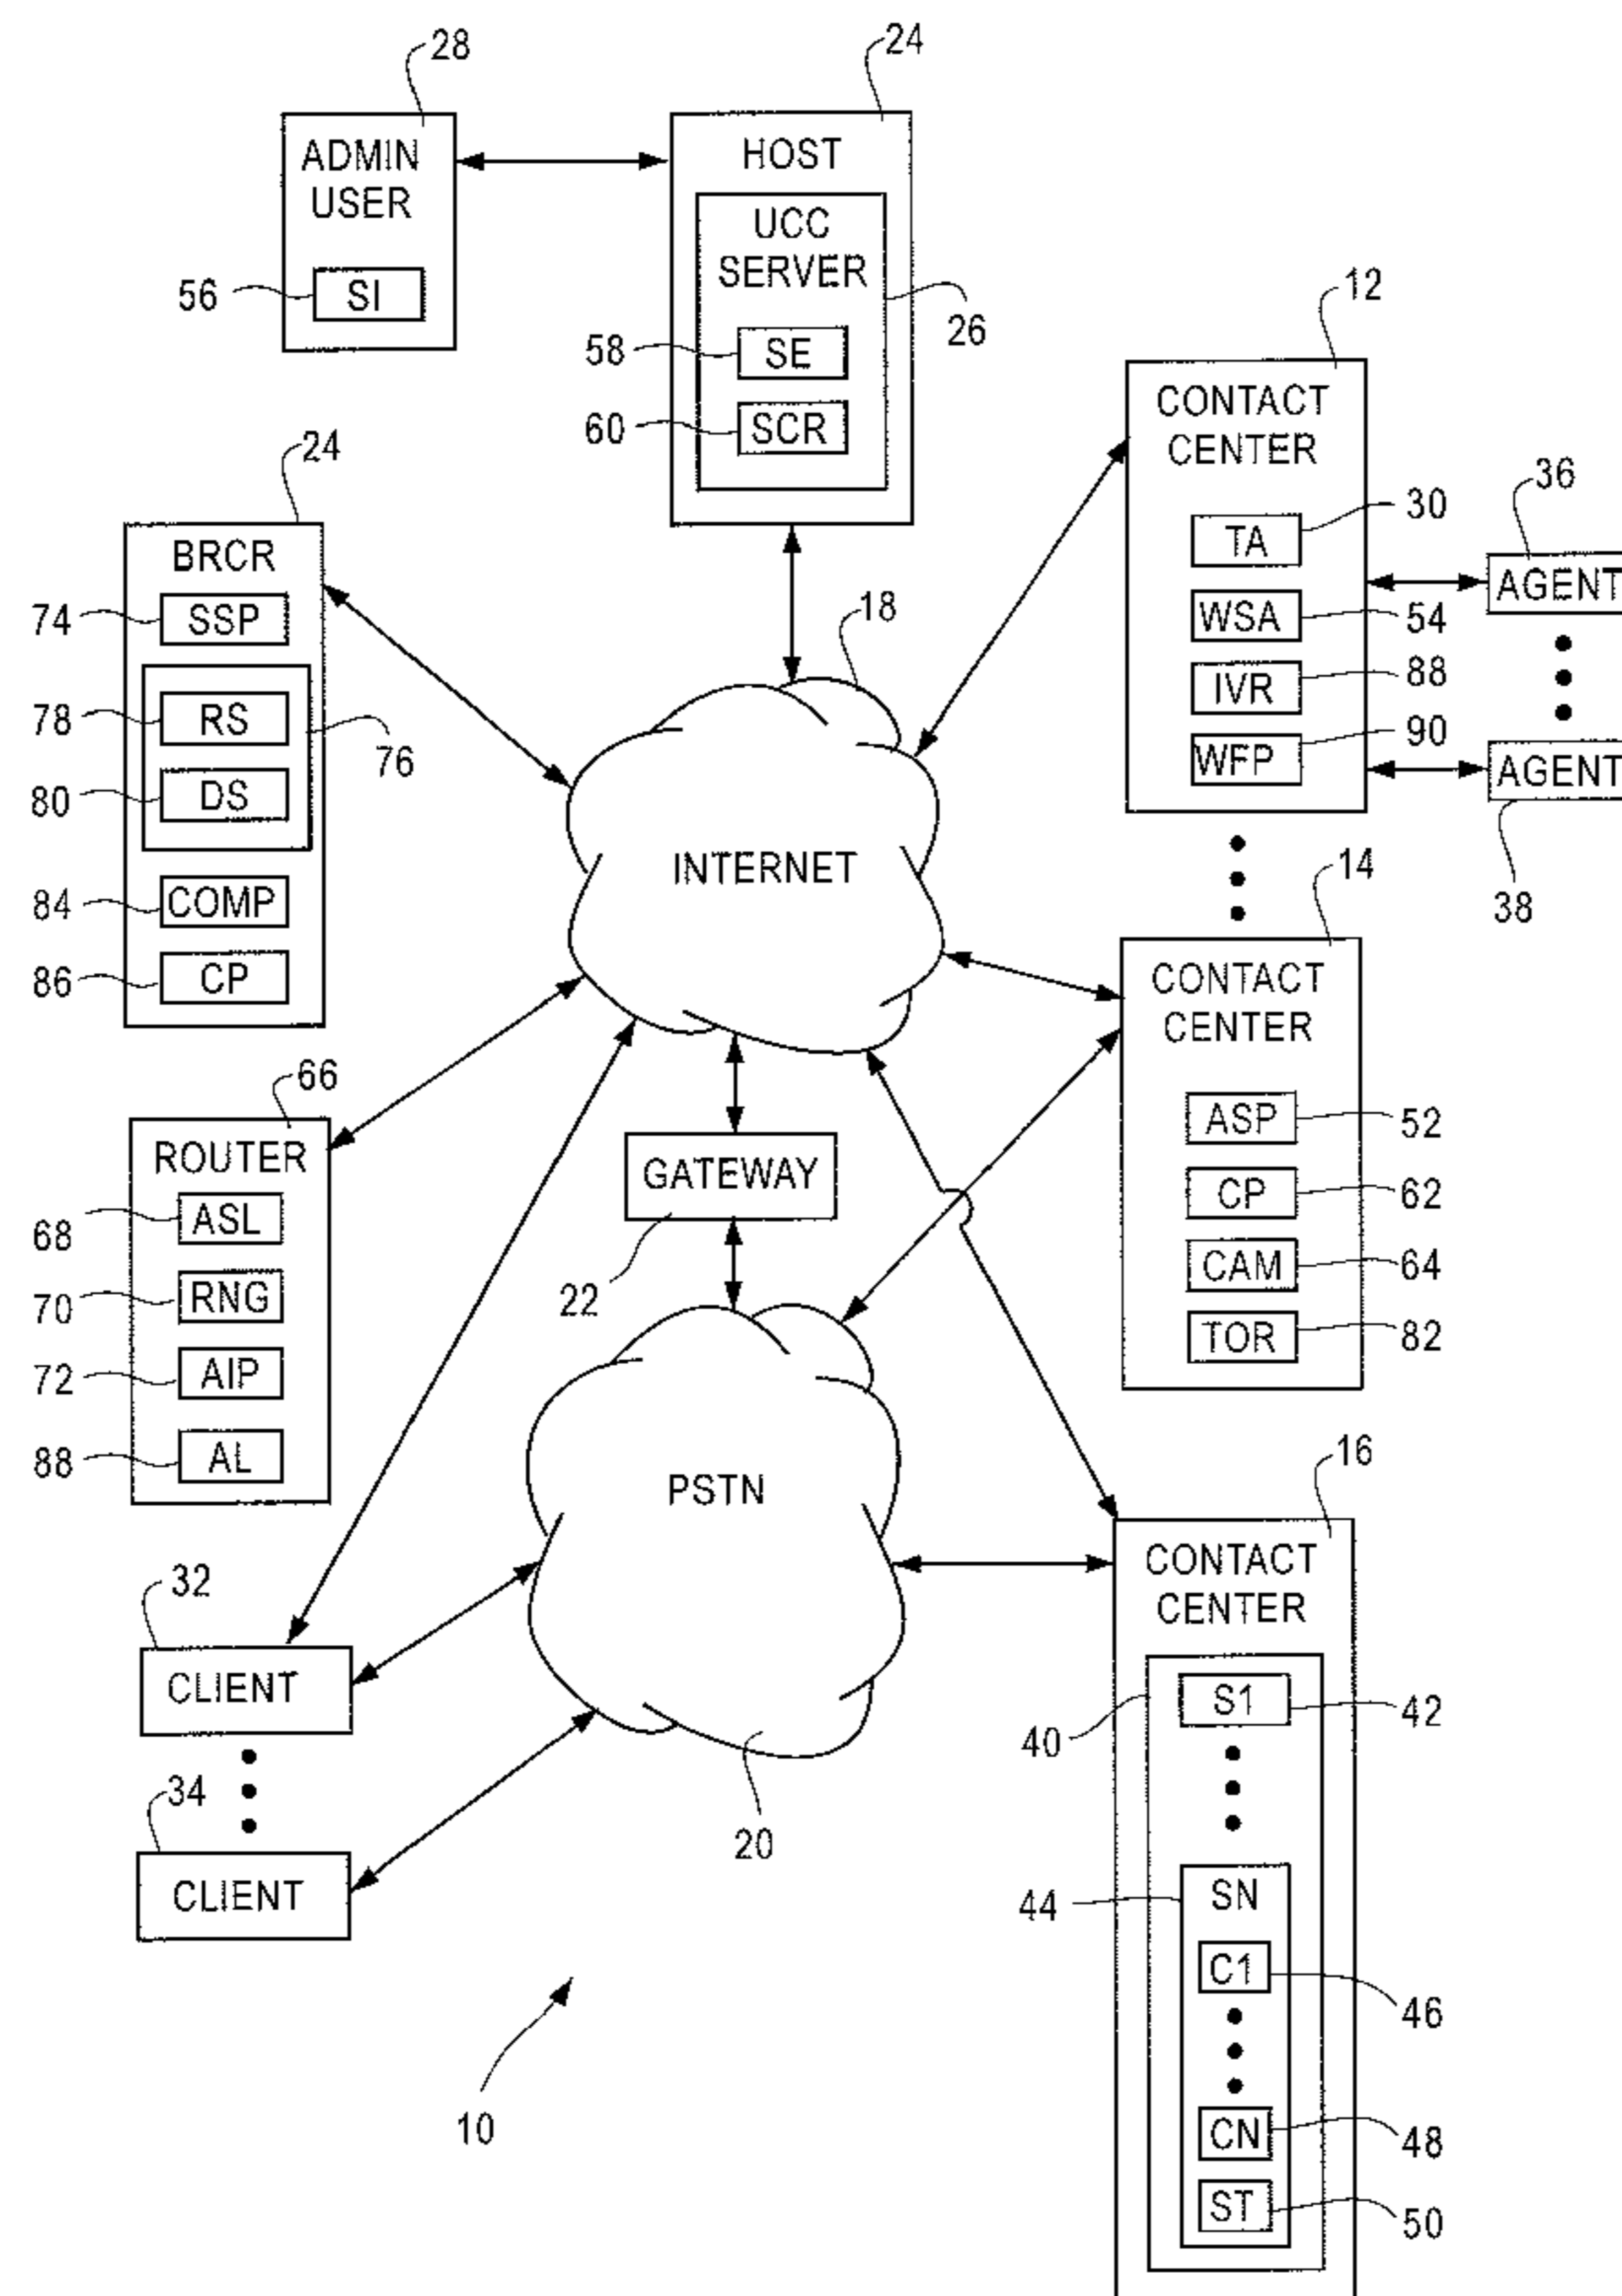 28
24
ADMIN
USER
56
SI
HOST
UCC
SERVER
26
58
SE
60
SCR
12
CONTACT
CENTER
30
TA
WSA
54
IVR
88
WFP
90
36
AGENT
AGENT
38
24
BRCR
74
SSP
78
RS
76
80
DS
84
COMP
86
CP
18
INTERNET
14
CONTACT
CENTER
ASP
52
CP
62
CAM
64
TOR
82
66
ROUTER
68
ASL
70
RNG
72
AIP
88
AL
GATEWAY
22
PSTN
20
32
CLIENT
34
CLIENT
10
16
CONTACT
CENTER
40
S1
42
44
SN
C1
46
CN
48
ST
50